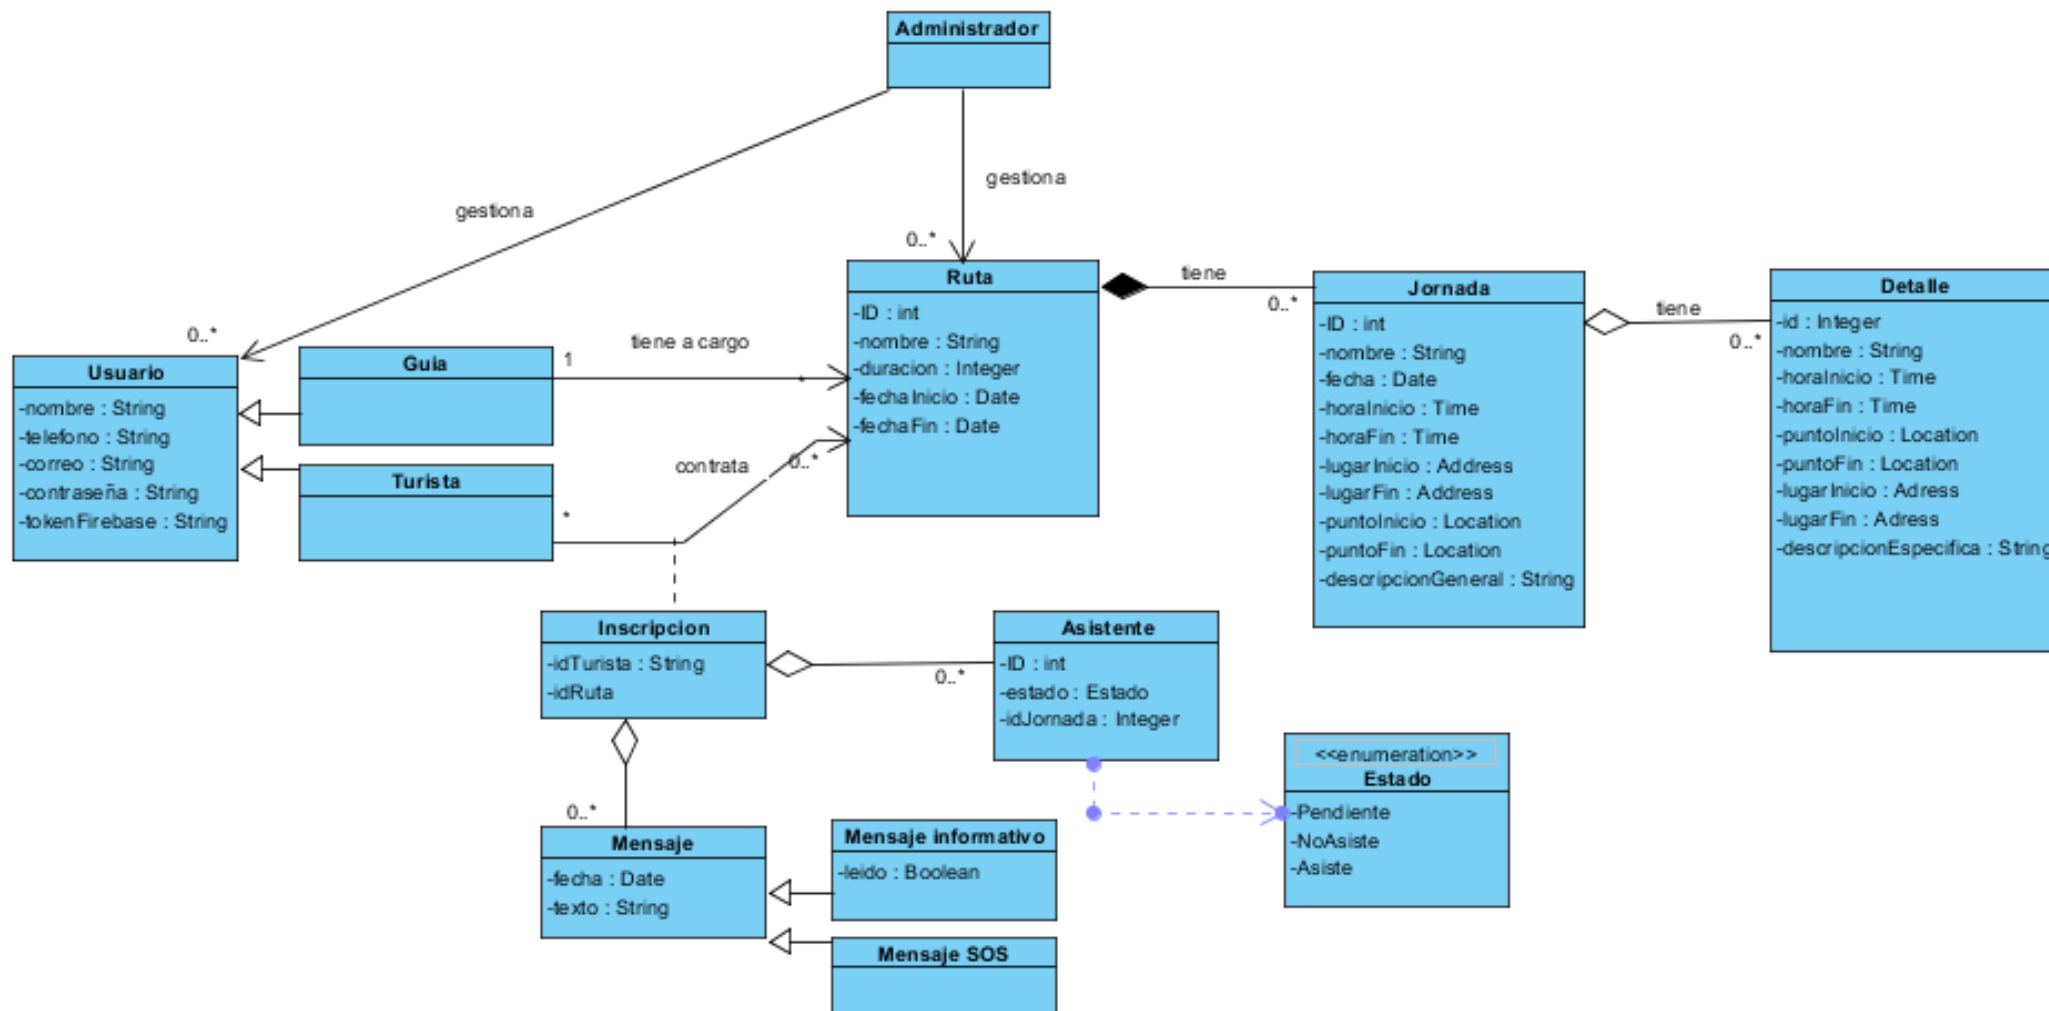 Administrador
gestiona
gestiona
0..*
0..*
Usuario
-nombre : String
-telefono : String
-correo : String
-contraseña : String
-tokenFirebase : String
Guia
1
tiene a cargo
*
Turista
*
contrata
0..*
Ruta
-ID : int
-nombre : String
-duracion : Integer
-fechaInicio : Date
-fechaFin : Date
tiene
0..*
Jornada
-ID : int
-nombre : String
-fecha : Date
-horaInicio : Time
-horaFin : Time
-lugarInicio : Address
-lugarFin : Address
-puntoInicio : Location
-puntoFin : Location
-descripcionGeneral : String
tiene
0..*
Detalle
-id : Integer
-nombre : String
-horaInicio : Time
-horaFin : Time
-puntoInicio : Location
-puntoFin : Location
-lugarInicio : Adress
-lugarFin : Adress
-descripcionEspecifica : String
Inscripcion
-idTurista : String
-idRuta
0..*
Asistente
-ID : int
-estado : Estado
-idJornada : Integer
<<enumeration>>
Estado
-Pendiente
-NoAsiste
-Asiste
0..*
Mensaje
-fecha : Date
-texto : String
Mensaje informativo
-leido : Boolean
Mensaje SOS